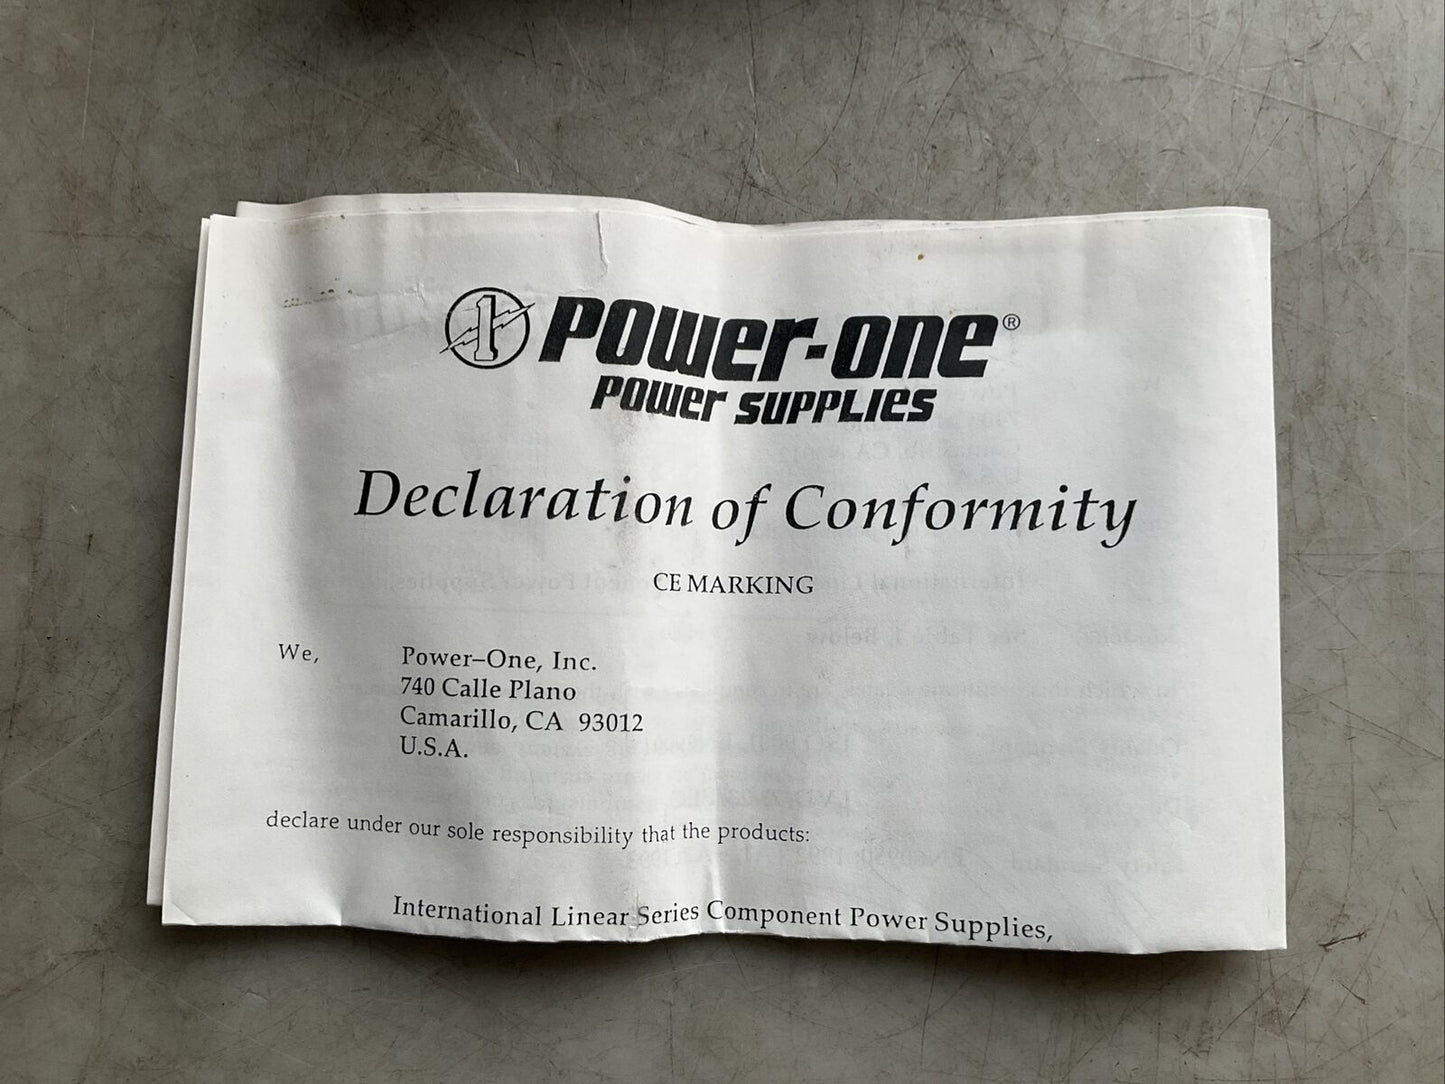 1 POWER-ONE®
POWER SUPPLIES
Declaration of Conformity
CE MARKING
We, Power–One, Inc.
740 Calle Plano
Camarillo, CA 93012
U.S.A.
declare under our sole responsibility that the products:
International Linear Series Component Power Supplies,